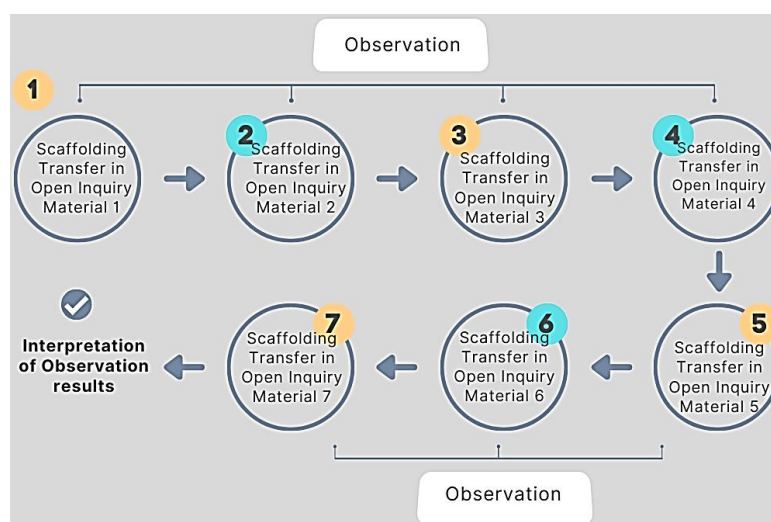 Observation
1
Scaffolding
Transfer in
Open Inquiry
Material 1
2
Scaffolding
Transfer in
Open Inquiry
Material 2
3
Scaffolding
Transfer in
Open Inquiry
Material 3
4
Scaffolding
Transfer in
Open Inquiry
Material 4
5
Scaffolding
Transfer in
Open Inquiry
Material 5
6
Scaffolding
Transfer in
Open Inquiry
Material 6
7
Scaffolding
Transfer in
Open Inquiry
Material 7
Interpretation
of Observation
results
Observation